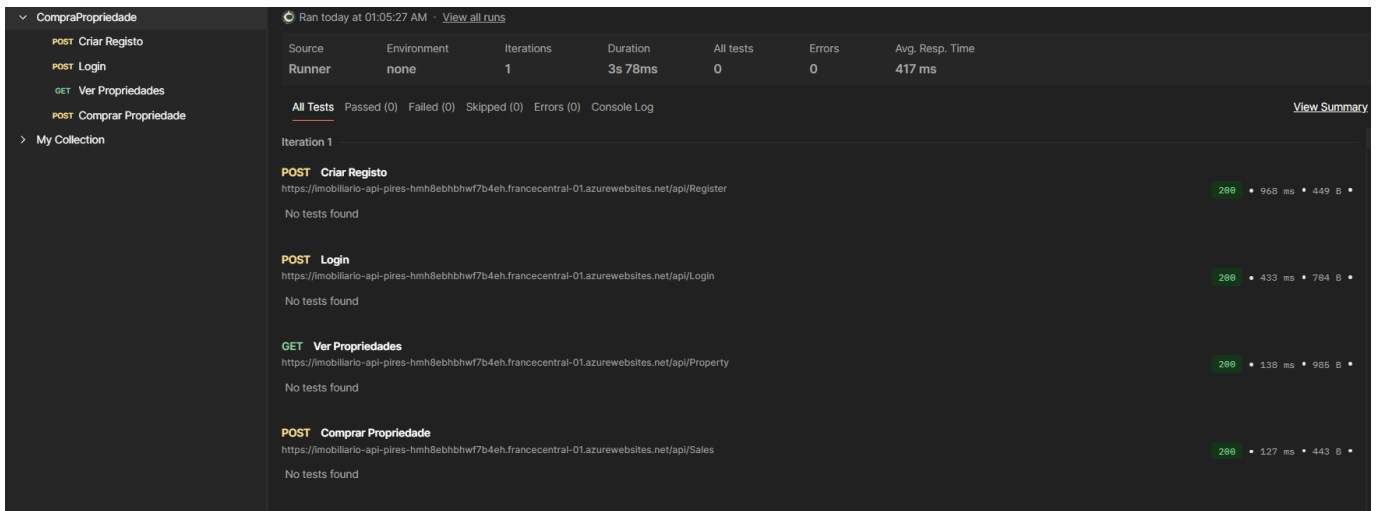 CompraPropriedade
POST Criar Registo
POST Login
GET Ver Propriedades
POST Comprar Propriedade
My Collection
Ran today at 01:05:27 AM · View all runs
Source Environment Iterations Duration All tests Errors Avg. Resp. Time
Runner none 1 3s 78ms 0 0 417 ms
All Tests Passed (0) Failed (0) Skipped (0) Errors (0) Console Log View Summary
Iteration 1
POST Criar Registo
https://imobiliario-api-pires-hmh8ebhbhwf7b4eh.francecentral-01.azurewebsites.net/api/Register
200 • 968 ms • 449 B •
No tests found
POST Login
https://imobiliario-api-pires-hmh8ebhbhwf7b4eh.francecentral-01.azurewebsites.net/api/Login
200 • 433 ms • 704 B •
No tests found
GET Ver Propriedades
https://imobiliario-api-pires-hmh8ebhbhwf7b4eh.francecentral-01.azurewebsites.net/api/Property
200 • 138 ms • 985 B •
No tests found
POST Comprar Propriedade
https://imobiliario-api-pires-hmh8ebhbhwf7b4eh.francecentral-01.azurewebsites.net/api/Sales
200 • 127 ms • 443 B •
No tests found